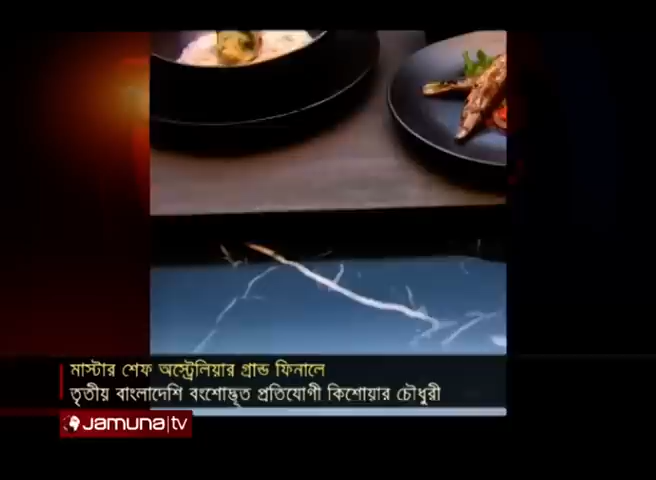 মাস্টার শেফ অস্ট্রেলিয়ার গ্রান্ড ফিনালে
তৃতীয় বাংলাদেশি বংশোদ্ভূত প্রতিযোগী কিশোয়ার চৌধুরী
Jamuna|tv